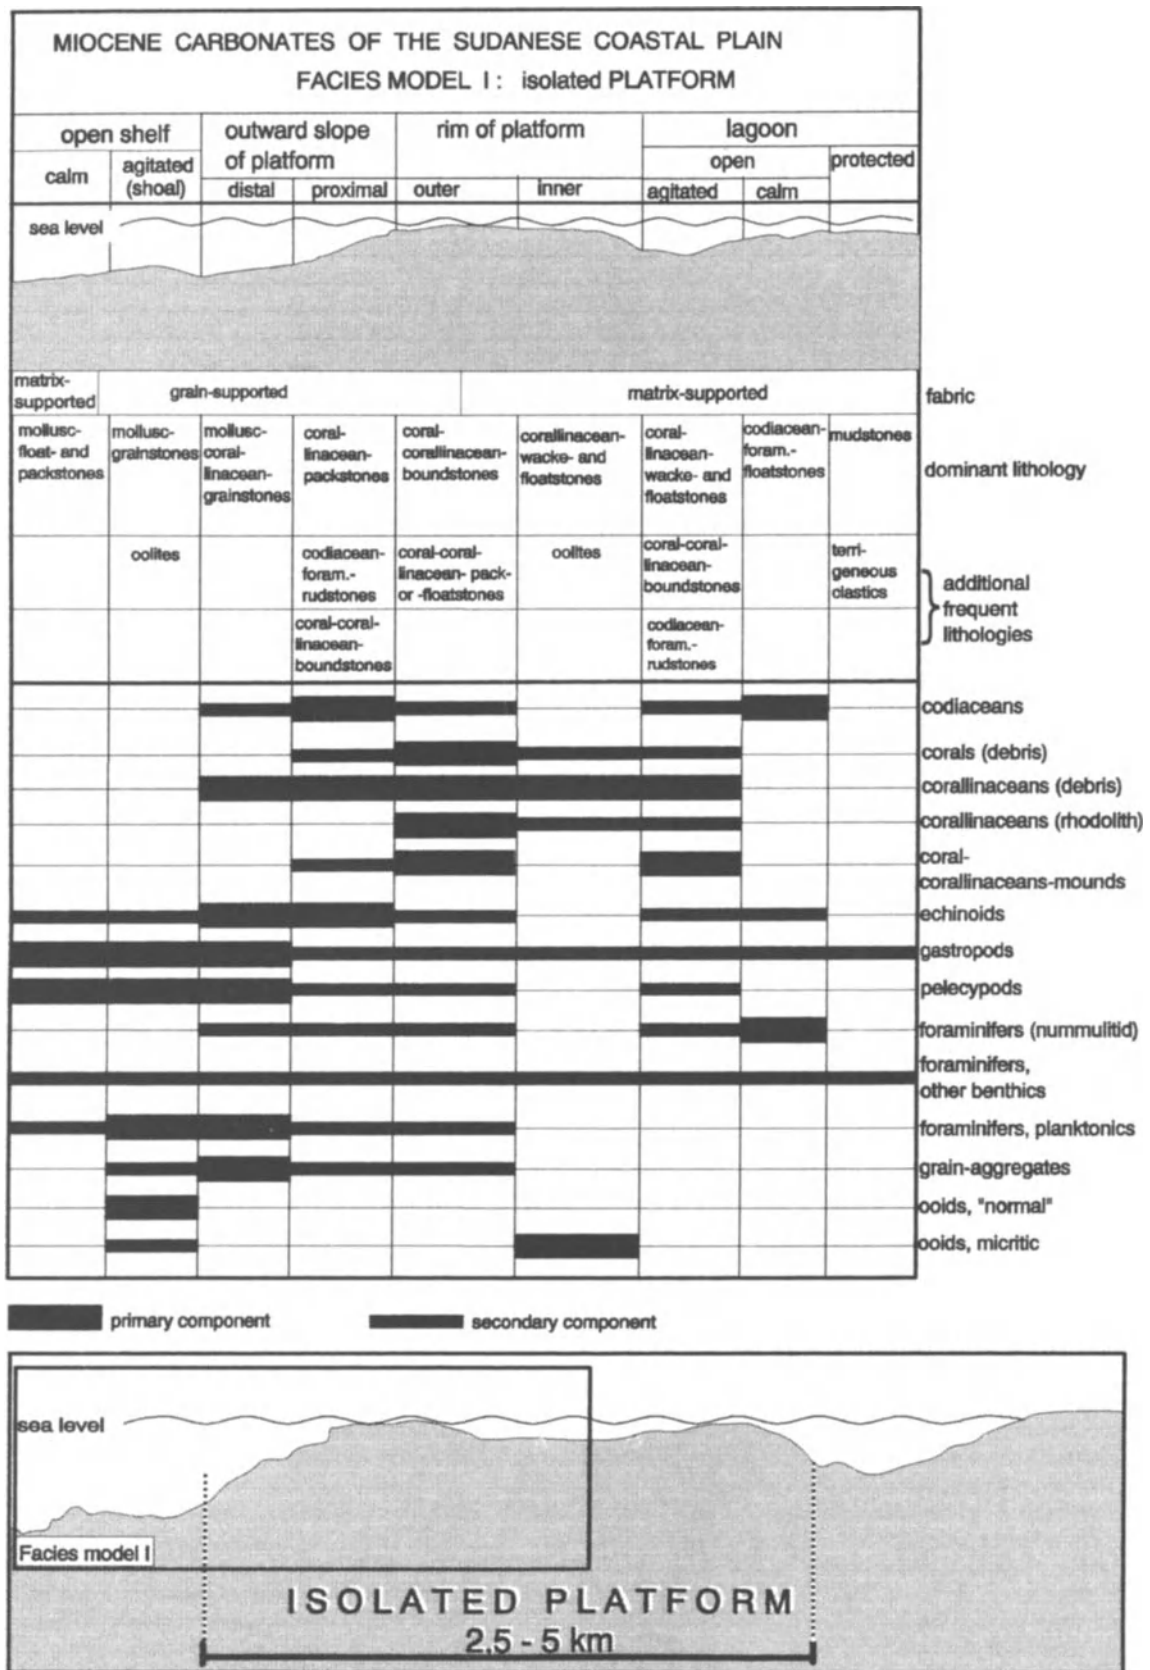 MIOCENE CARBONATES OF THE SUDANESE COASTAL PLAIN
FACIES MODEL I : isolated PLATFORM
open shelf
outward slope
of platform
rim of platform
lagoon
calm
agitated
(shoal)
distal
proximal
outer
inner
open
protected
agitated
calm
sea level
matrix-
supported
grain-supported
matrix-supported
fabric
mollusc-
float- and
packstones
mollusc-
grainstones
mollusc-
coral-
linacean-
grainstones
coral-
linacean-
packstones
coral-
corallinacean-
boundstones
corallinacean-
wacke- and
floatstones
coral-
linacean-
wacke- and
floatstones
codiacean-
foram.-
floatstones
mudstones
dominant lithology
oolites
codiacean-
foram.-
rudstones
coral-coral-
linacean- pack-
or -floatstones
oolites
coral-coral-
linacean-
boundstones
terri-
geneous
clastics
coral-coral-
linacean-
boundstones
codiacean-
foram.-
rudstones
additional
frequent
lithologies
codiaceans
corals (debris)
corallinaceans (debris)
corallinaceans (rhodolith)
coral-
corallinaceans-mounds
echinoids
gastropods
pelecypods
foraminifers (nummulitid)
foraminifers,
other benthics
foraminifers, planktonics
grain-aggregates
ooids, "normal"
ooids, micritic
primary component
secondary component
sea level
Facies model I
ISOLATED PLATFORM
2,5 - 5 km